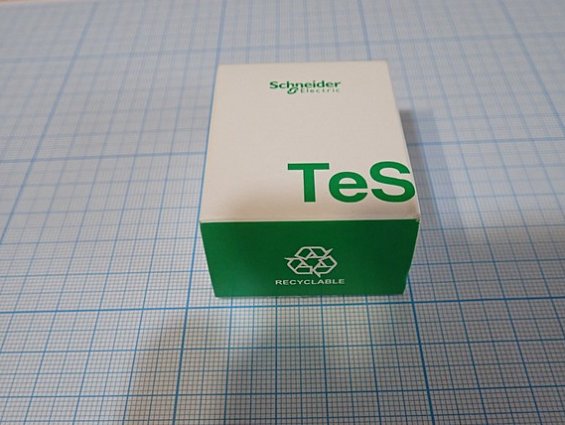 Schneider
Electric
TeS
RECYCLABLE